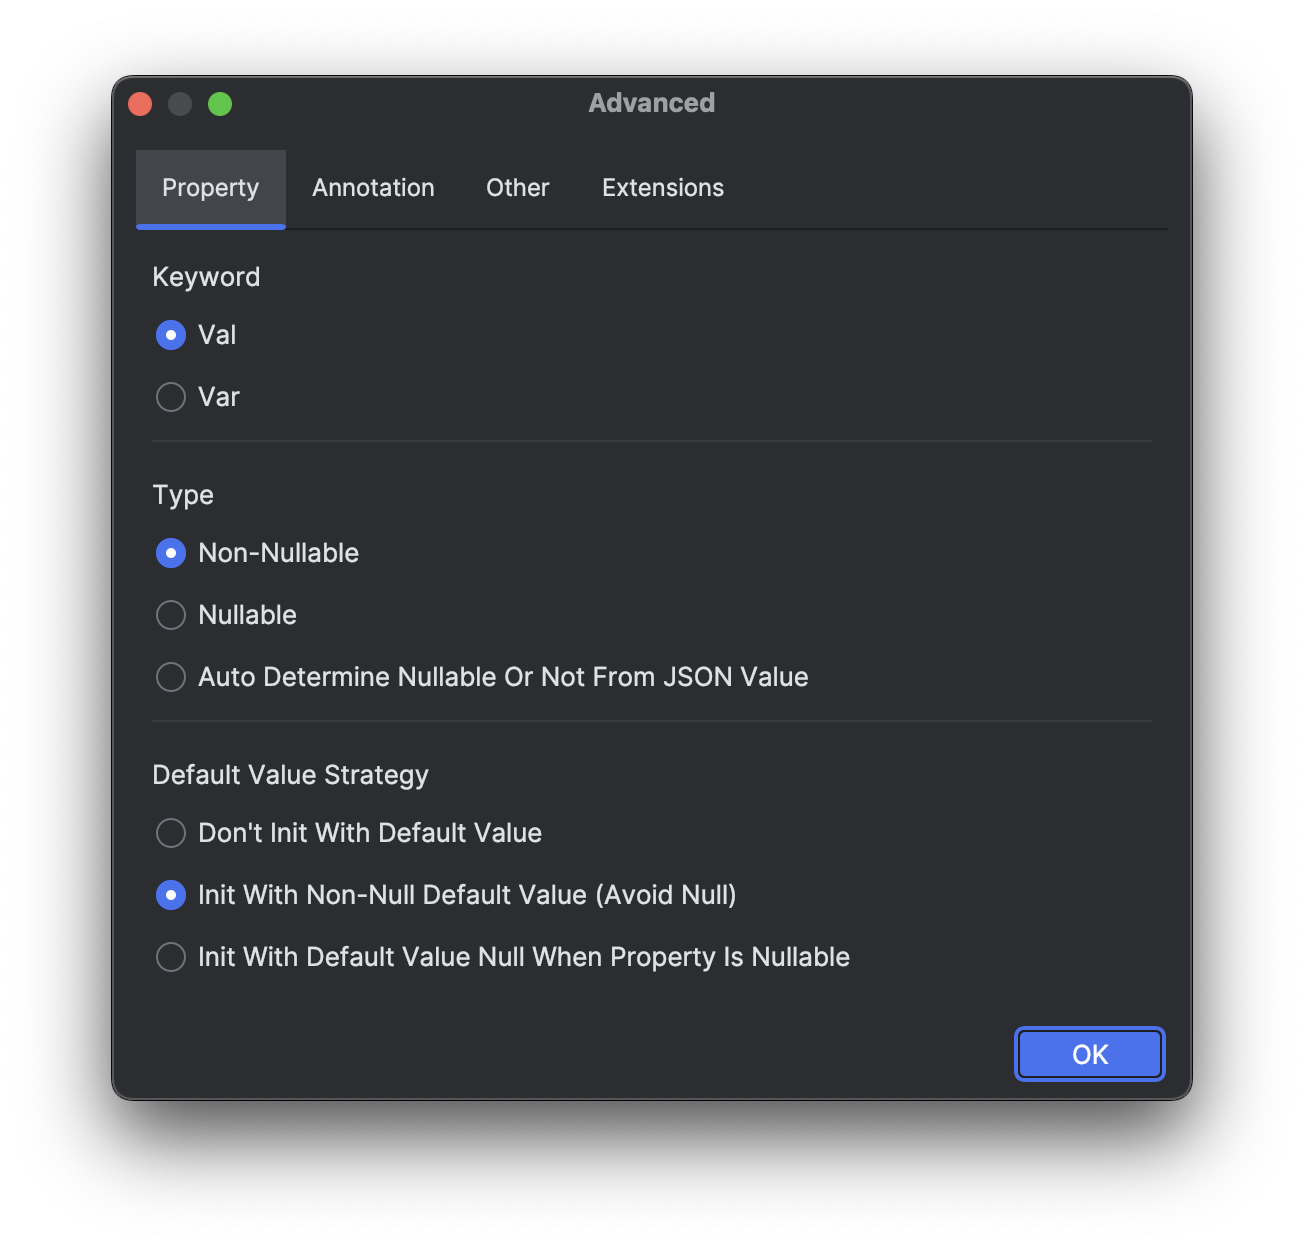 Advanced
Property Annotation Other Extensions
Keyword
Val
Var
Type
Non-Nullable
Nullable
Auto Determine Nullable Or Not From JSON Value
Default Value Strategy
Don't Init With Default Value
Init With Non-Null Default Value (Avoid Null)
Init With Default Value Null When Property Is Nullable
OK